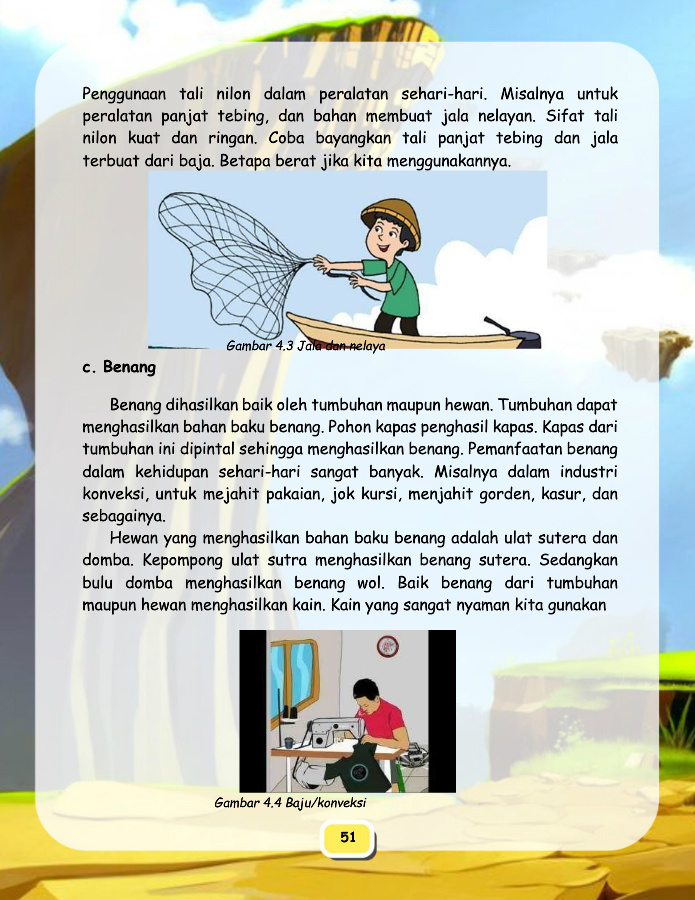 Penggunaan tali nilon dalam peralatan sehari-hari. Misalnya untuk
peralatan panjat tebing, dan bahan membuat jala nelayan. Sifat tali
nilon kuat dan ringan. Coba bayangkan tali panjat tebing dan jala
terbuat dari baja. Betapa berat jika kita menggunakannya.
Gambar 4.3 Jala dan nelaya
c. Benang
Benang dihasilkan baik oleh tumbuhan maupun hewan. Tumbuhan dapat
menghasilkan bahan baku benang. Pohon kapas penghasil kapas. Kapas dari
tumbuhan ini dipintal sehingga menghasilkan benang. Pemanfaatan benang
dalam kehidupan sehari-hari sangat banyak. Misalnya dalam industri
konveksi, untuk mejahit pakaian, jok kursi, menjahit gorden, kasur, dan
sebagainya.
Hewan yang menghasilkan bahan baku benang adalah ulat sutera dan
domba. Kepompong ulat sutra menghasilkan benang sutera. Sedangkan
bulu domba menghasilkan benang wol. Baik benang dari tumbuhan
maupun hewan menghasilkan kain. Kain yang sangat nyaman kita gunakan
Gambar 4.4 Baju/konveksi
51